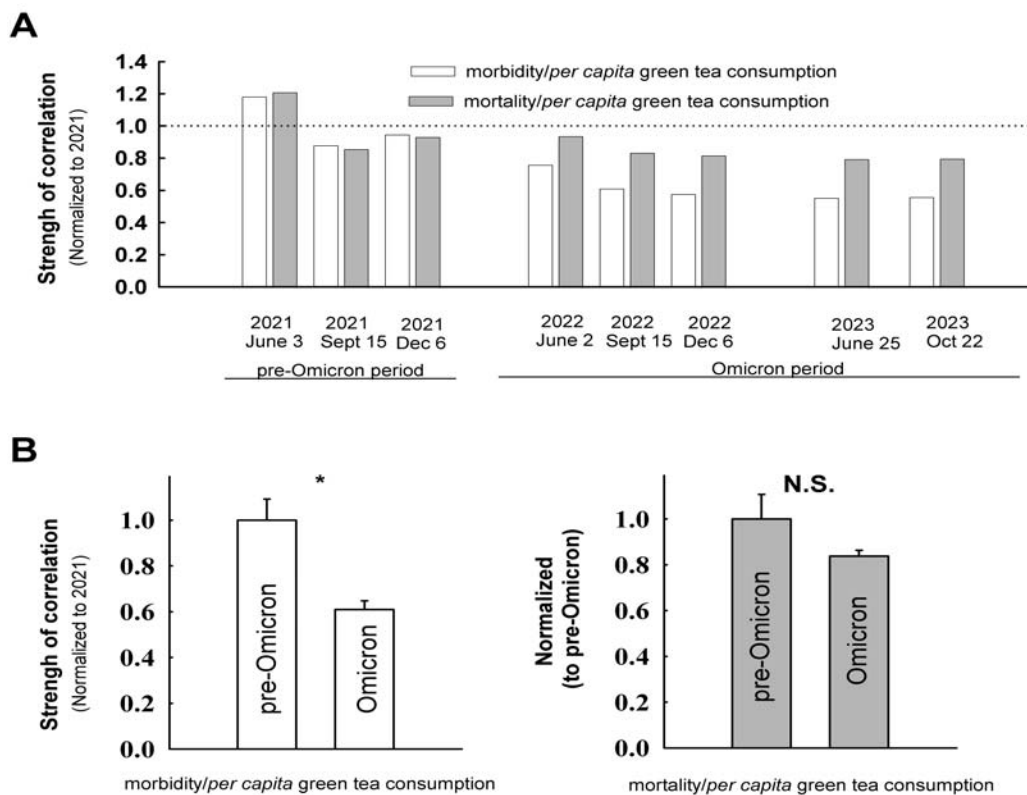 A
Strengh of correlation
(Normalized to 2021)
1.4
1.2
1.0
0.8
0.6
0.4
0.2
0.0
morbidity/per capita green tea consumption
mortality/per capita green tea consumption
2021
June 3
2021
Sept 15
2021
Dec 6
2022
June 2
2022
Sept 15
2022
Dec 6
2023
June 25
2023
Oct 22
pre-Omicron period
Omicron period
B
Strengh of correlation
(Normalized to 2021)
1.0
0.8
0.6
0.4
0.2
0.0
*
pre-Omicron
Omicron
morbidity/per capita green tea consumption
Normalized
(to pre-Omicron)
1.0
0.8
0.6
0.4
0.2
0.0
N.S.
pre-Omicron
Omicron
mortality/per capita green tea consumption